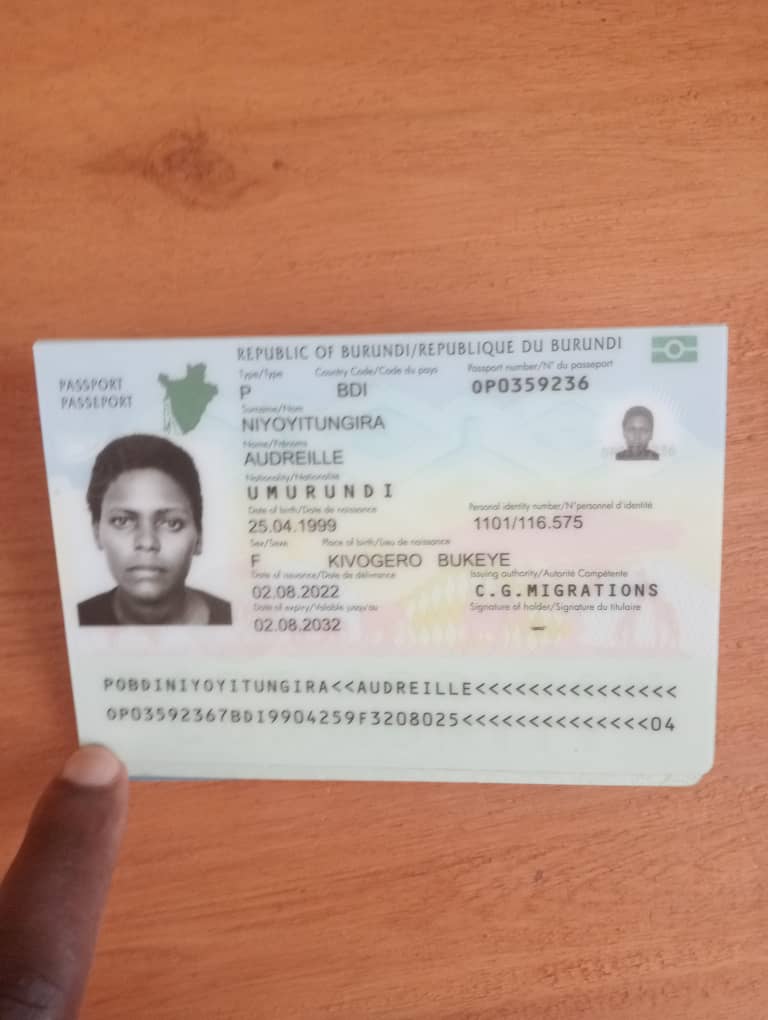 REPUBLIC OF BURUNDI/REPUBLIQUE DU BURUNDI
PASSPORT
PASSEPORT
Type/Type Country Code/Code du pays Passport number/N° du passeport
P BDI OP0359236
Surname/Nom
NIYOYITUNGIRA
Name/Prénoms
AUDREILLE
Nationality/Nationalité
UMURUNDI
Date of birth/Date de naissance Personal identity number/N°personnel d'identité
25.04.1999 1101/116.575
Sex/Sexe Place of birth/Lieu de naissance
F KIVOGERO BUKEYE
Date of issuance/Date de délivrance Issuing authority/Autorité Compétente
02.08.2022 C.G.MIGRATIONS
Date of expiry/Valable jusqu'au Signature of holder/Signature du titulaire
02.08.2032
POBDINIYOYITUNGIRA<<AUDREILLE<<<<<<<<<<<<<<<
OP03592367BDI9904259F3208025<<<<<<<<<<<<<<04